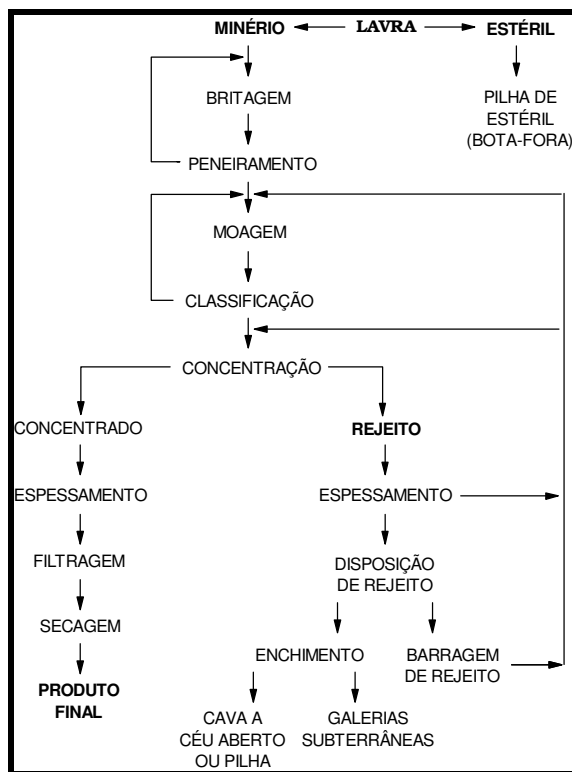 MINÉRIO LAVRA ESTÉRIL
BRITAGEM
PILHA DE
ESTÉRIL
(BOTA-FORA)
PENEIRAMENTO
MOAGEM
CLASSIFICAÇÃO
CONCENTRAÇÃO
CONCENTRADO
REJEITO
ESPESSAMENTO
ESPESSAMENTO
FILTRAGEM
DISPOSIÇÃO
DE REJEITO
SECAGEM
ENCHIMENTO
BARRAGEM
DE REJEITO
PRODUTO
FINAL
CAVA A
CÉU ABERTO
OU PILHA
GALERIAS
SUBTERRÂNEAS